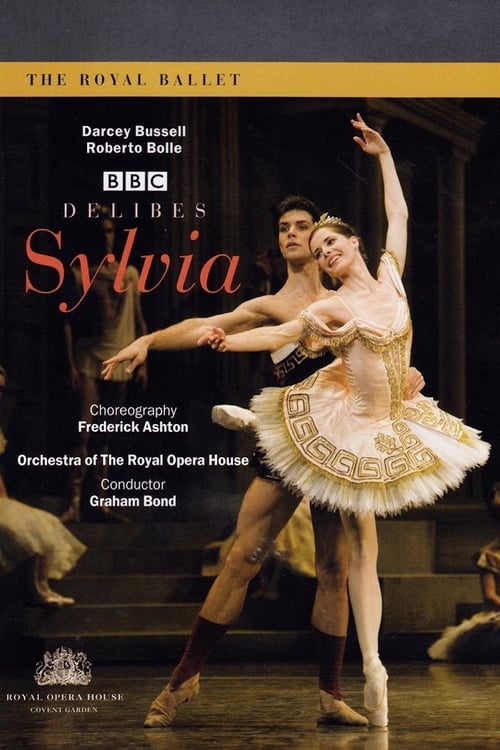 THE ROYAL BALLET
Darcey Bussell
Roberto Bolle
BBC
DELIBES
Sylvia
Choreography
Frederick Ashton
Orchestra of The Royal Opera House
Conductor
Graham Bond
ROYAL OPERA HOUSE
COVENT GARDEN